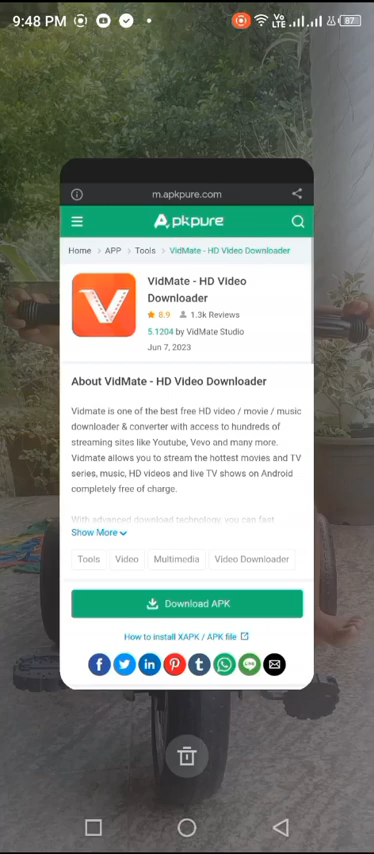 9:48 PM Vo LTE 87
m.apkpure.com
Apkpure
Home > APP > Tools > VidMate - HD Video Downloader
VidMate - HD Video
Downloader
8.9 1.3k Reviews
5.1204 by VidMate Studio
Jun 7, 2023
About VidMate - HD Video Downloader
Vidmate is one of the best free HD video / movie / music
downloader & converter with access to hundreds of
streaming sites like Youtube, Vevo and many more.
Vidmate allows you to stream the hottest movies and TV
series, music, HD videos and live TV shows on Android
completely free of charge.
With advanced download technology, you can fast
Show More
Tools Video Multimedia Video Downloader
Download APK
How to install XAPK / APK file